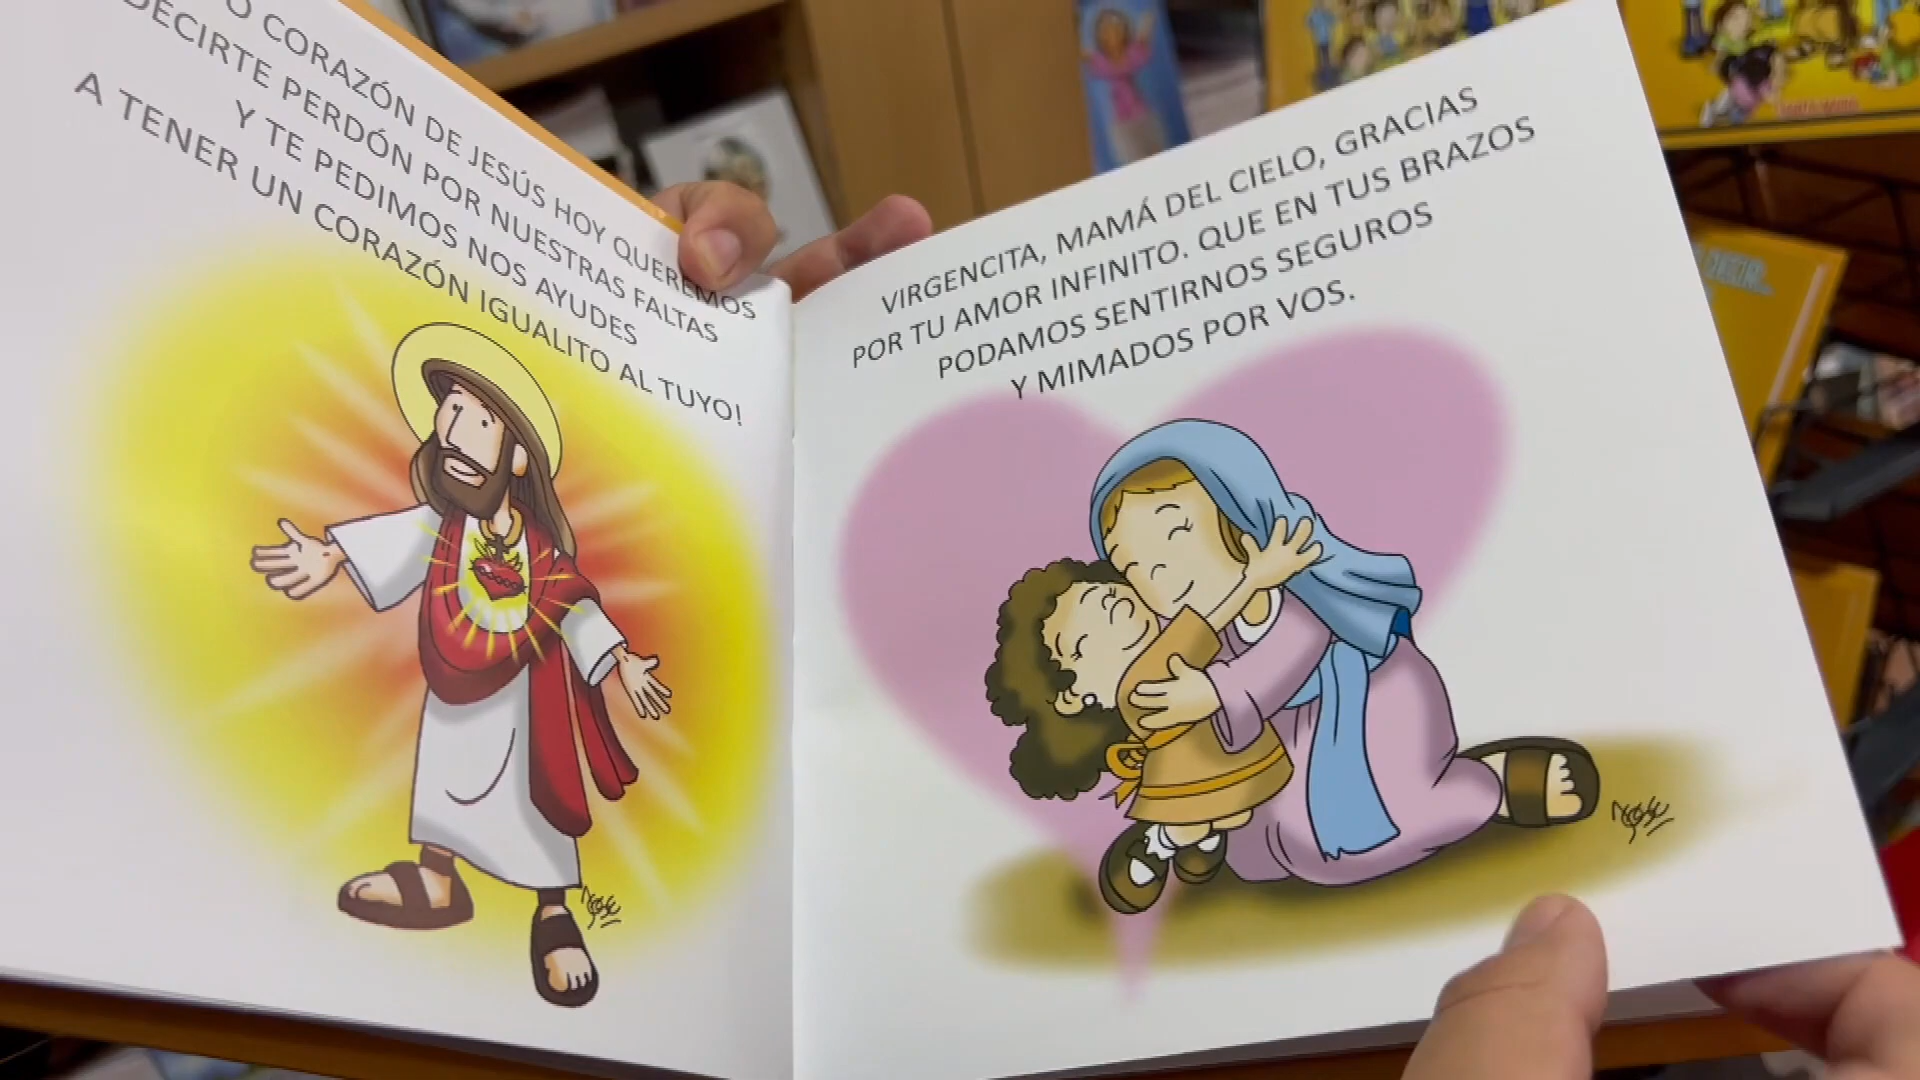 O CORAZÓN DE JESÚS HOY QUEREMOS
DECIRTE PERDÓN POR NUESTRAS FALTAS
Y TE PEDIMOS NOS AYUDES
A TENER UN CORAZÓN IGUALITO AL TUYO!
VIRGENCITA, MAMÁ DEL CIELO, GRACIAS
POR TU AMOR INFINITO. QUE EN TUS BRAZOS
PODAMOS SENTIRNOS SEGUROS
Y MIMADOS POR VOS.